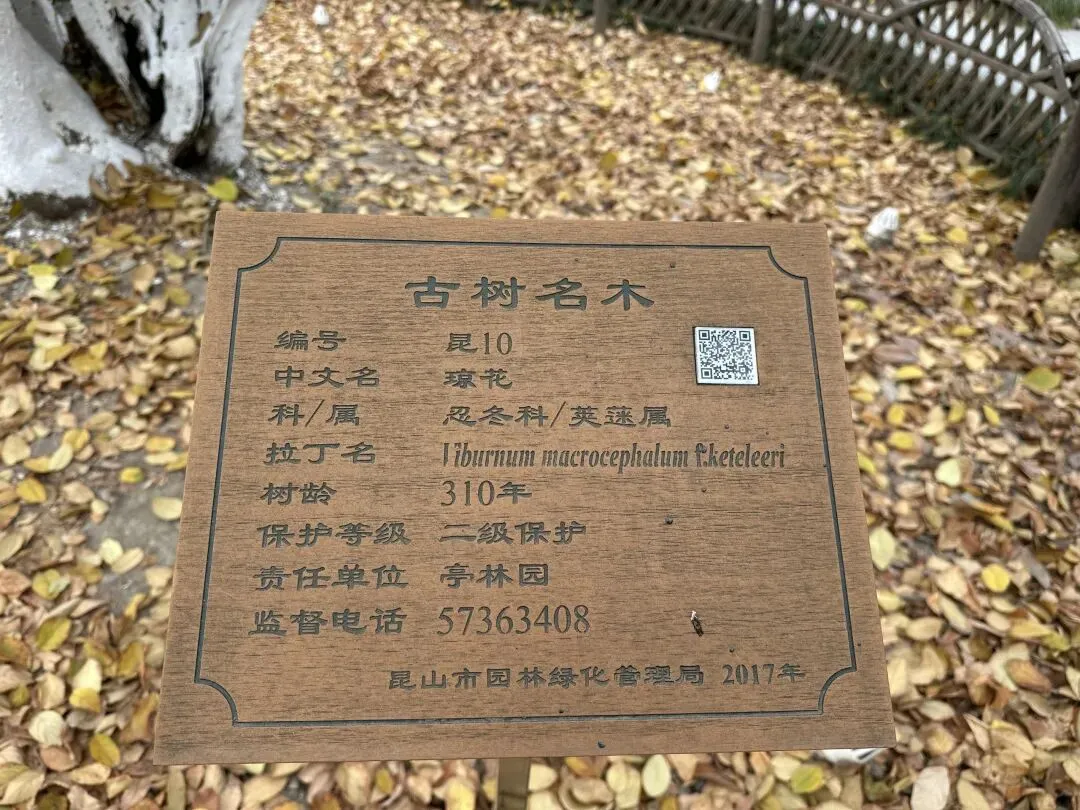 古树名木
编号 昆10
中文名 琼花
科/属 忍冬科/荚蒾属
拉丁名 Viburnum macrocephalum f.keteleeri
树龄 310年
保护等级 二级保护
责任单位 亭林园
监督电话 57363408
昆山市园林绿化管理局 2017年